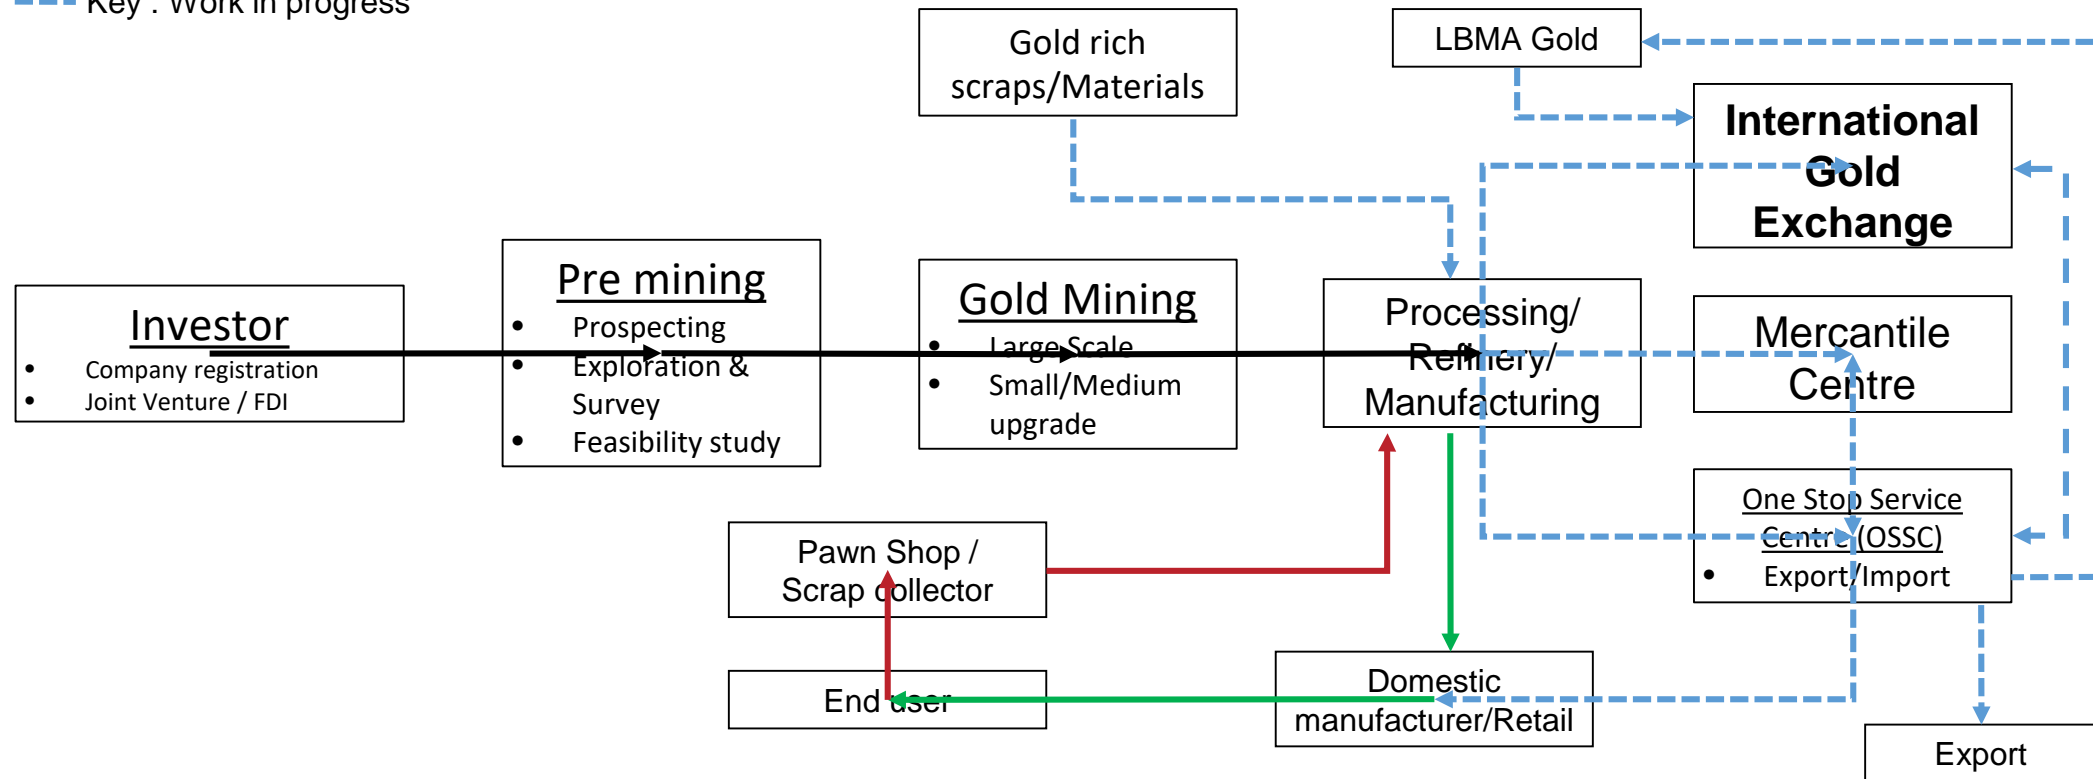 Key : Work in progress
Gold rich
scraps/Materials
LBMA Gold
International
Gold
Exchange
Investor
• Company registration
• Joint Venture / FDI
Pre mining
• Prospecting
• Exploration &
Survey
• Feasibility study
Gold Mining
• Large Scale
• Small/Medium
upgrade
Processing/
Refinery/
Manufacturing
Mercantile
Centre
One Stop Service
Centre (OSSC)
• Export/Import
Pawn Shop /
Scrap collector
End user
Domestic
manufacturer/Retail
Export